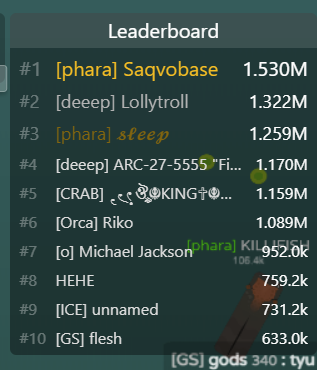 Leaderboard
#1 [phara] Saqvobase 1.530M
#2 [deeep] Lollytroll 1.322M
#3 [phara] 𝓼𝓵𝓮𝓮𝓹 1.259M
#4 [deeep] ARC-27-5555 "Fi... 1.170M
#5 [CRAB] KING✞☬... 1.159M
#6 [Orca] Riko 1.089M
#7 [o] Michael Jackson 952.0k
[phara] KILLIFISH
106.4k
#8 HEHE 759.2k
#9 [ICE] unnamed 731.2k
#10 [GS] flesh 633.0k
[GS] gods 340 : tyu